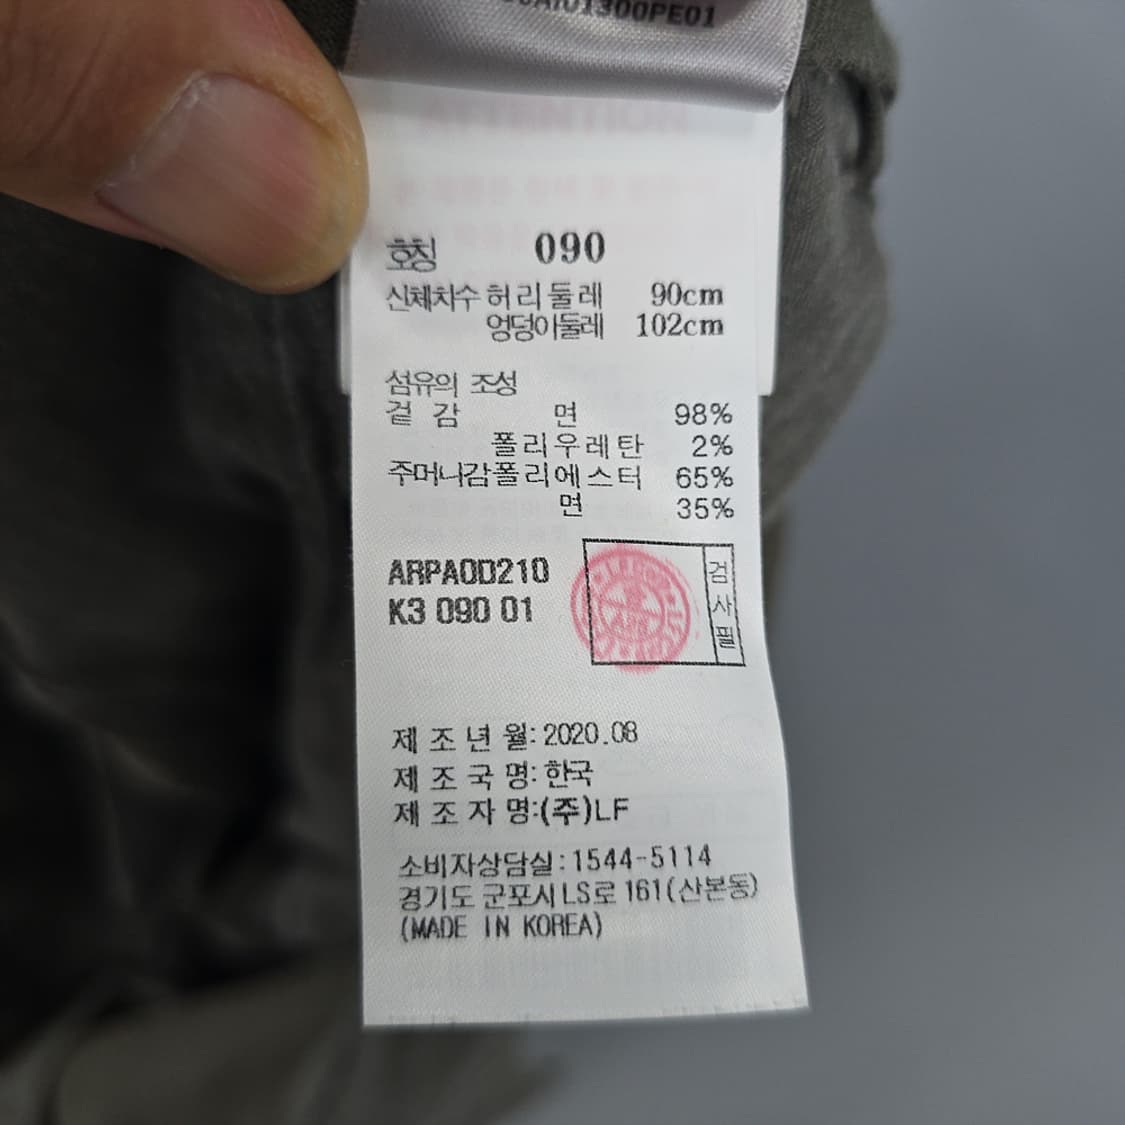 01300PE01
호칭 090
신체치수 허리둘레 90cm
엉덩이둘레 102cm
섬유의 조성
겉 감 면 98%
폴리우레탄 2%
주머니감 폴리에스터 65%
면 35%
ARPA0D210
K3 090 01
검사필
제 조 년 월: 2020.08
제 조 국 명: 한국
제 조 자 명: (주)LF
소비자상담실: 1544-5114
경기도 군포시 LS로 161(산본동)
(MADE IN KOREA)